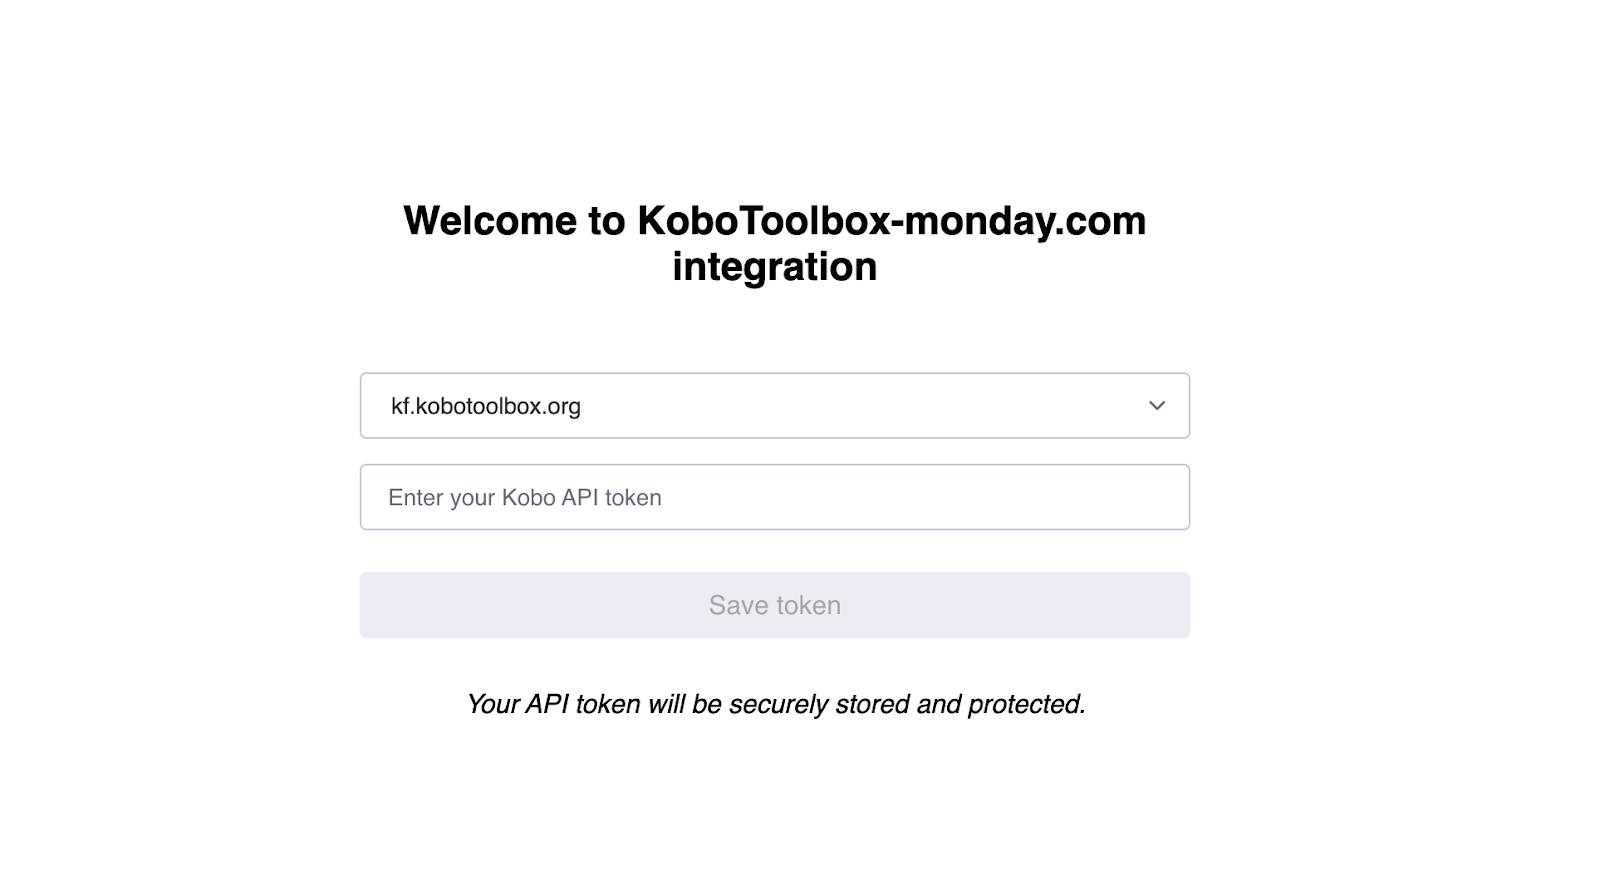 Welcome to KoboToolbox-monday.com
integration
kf.kobotoolbox.org
Enter your Kobo API token
Save token
Your API token will be securely stored and protected.